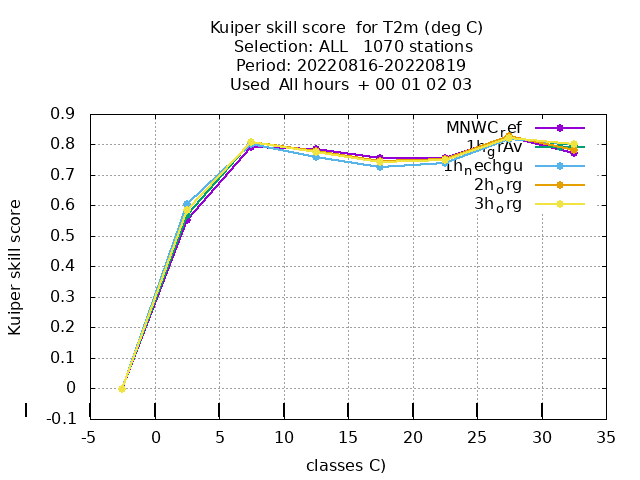 Kuiper skill score for T2m (deg C)
Selection: ALL 1070 stations
Period: 20220816-20220819
Used All hours + 00 01 02 03
Kuiper skill score
0.9
0.8
0.7
0.6
0.5
0.4
0.3
0.2
0.1
0
-0.1
MNWC_ref
1h_grAv
1h_nechgu
2h_org
3h_org
-5 0 5 10 15 20 25 30 35
classes C)